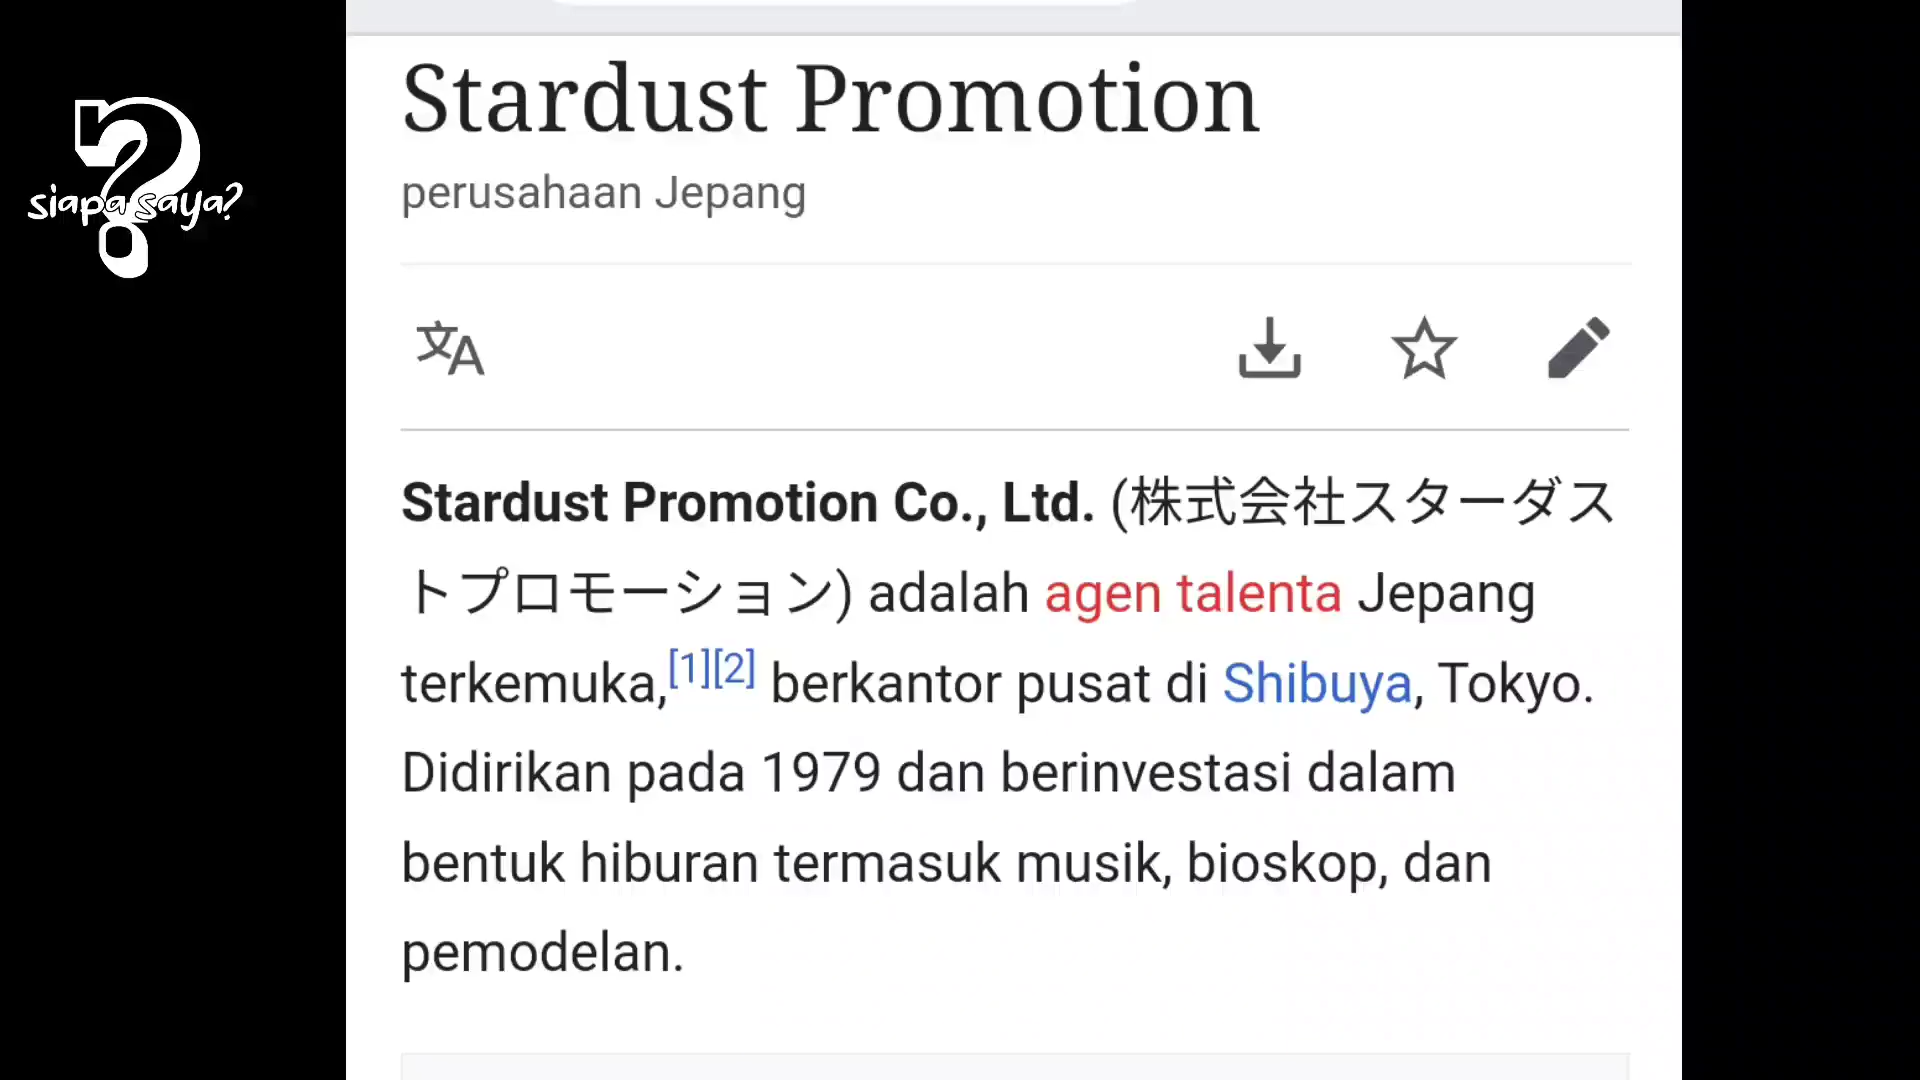 siapa saya?
Stardust Promotion
perusahaan Jepang
文A
Stardust Promotion Co., Ltd. (株式会社スターダス
トプロモーション) adalah agen talenta Jepang
terkemuka,[1][2] berkantor pusat di Shibuya, Tokyo.
Didirikan pada 1979 dan berinvestasi dalam
bentuk hiburan termasuk musik, bioskop, dan
pemodelan.